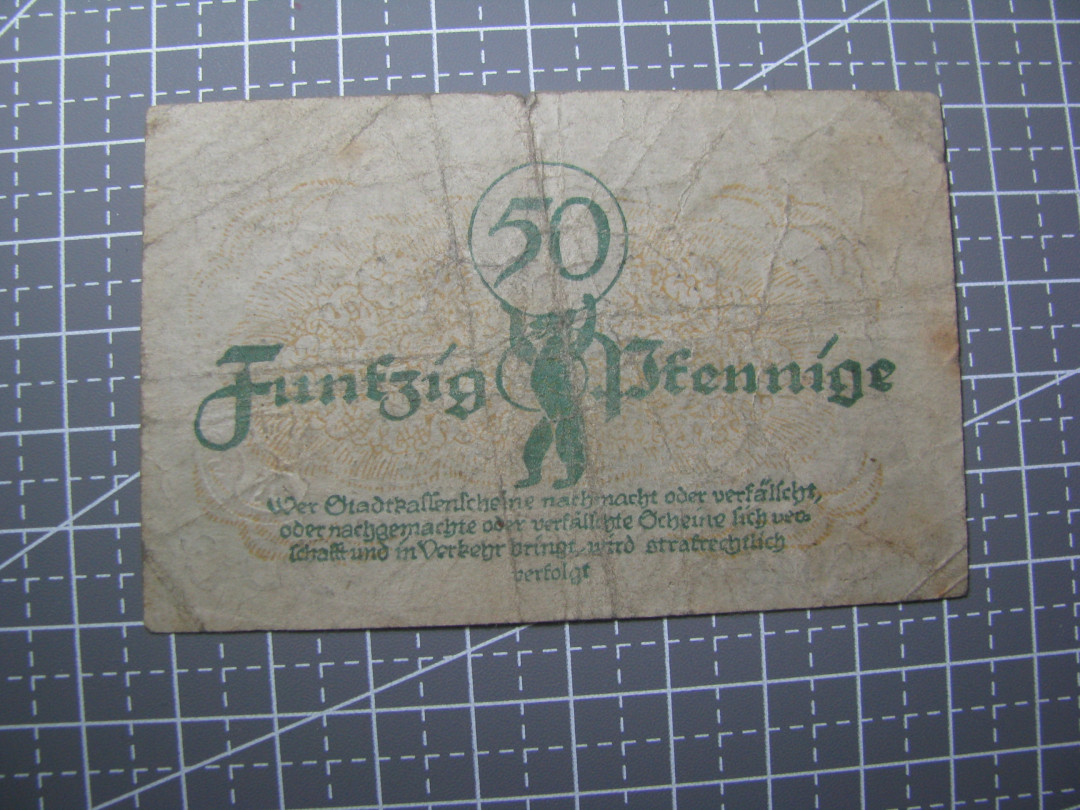 50
Funfzig Pfennige
Wer Stadtkassenscheine nachmacht oder verfälscht,
oder nachgemachte oder verfälschte Scheine sich ver-
schafft und in Verkehr bringt, wird strafrechtlich
verfolgt